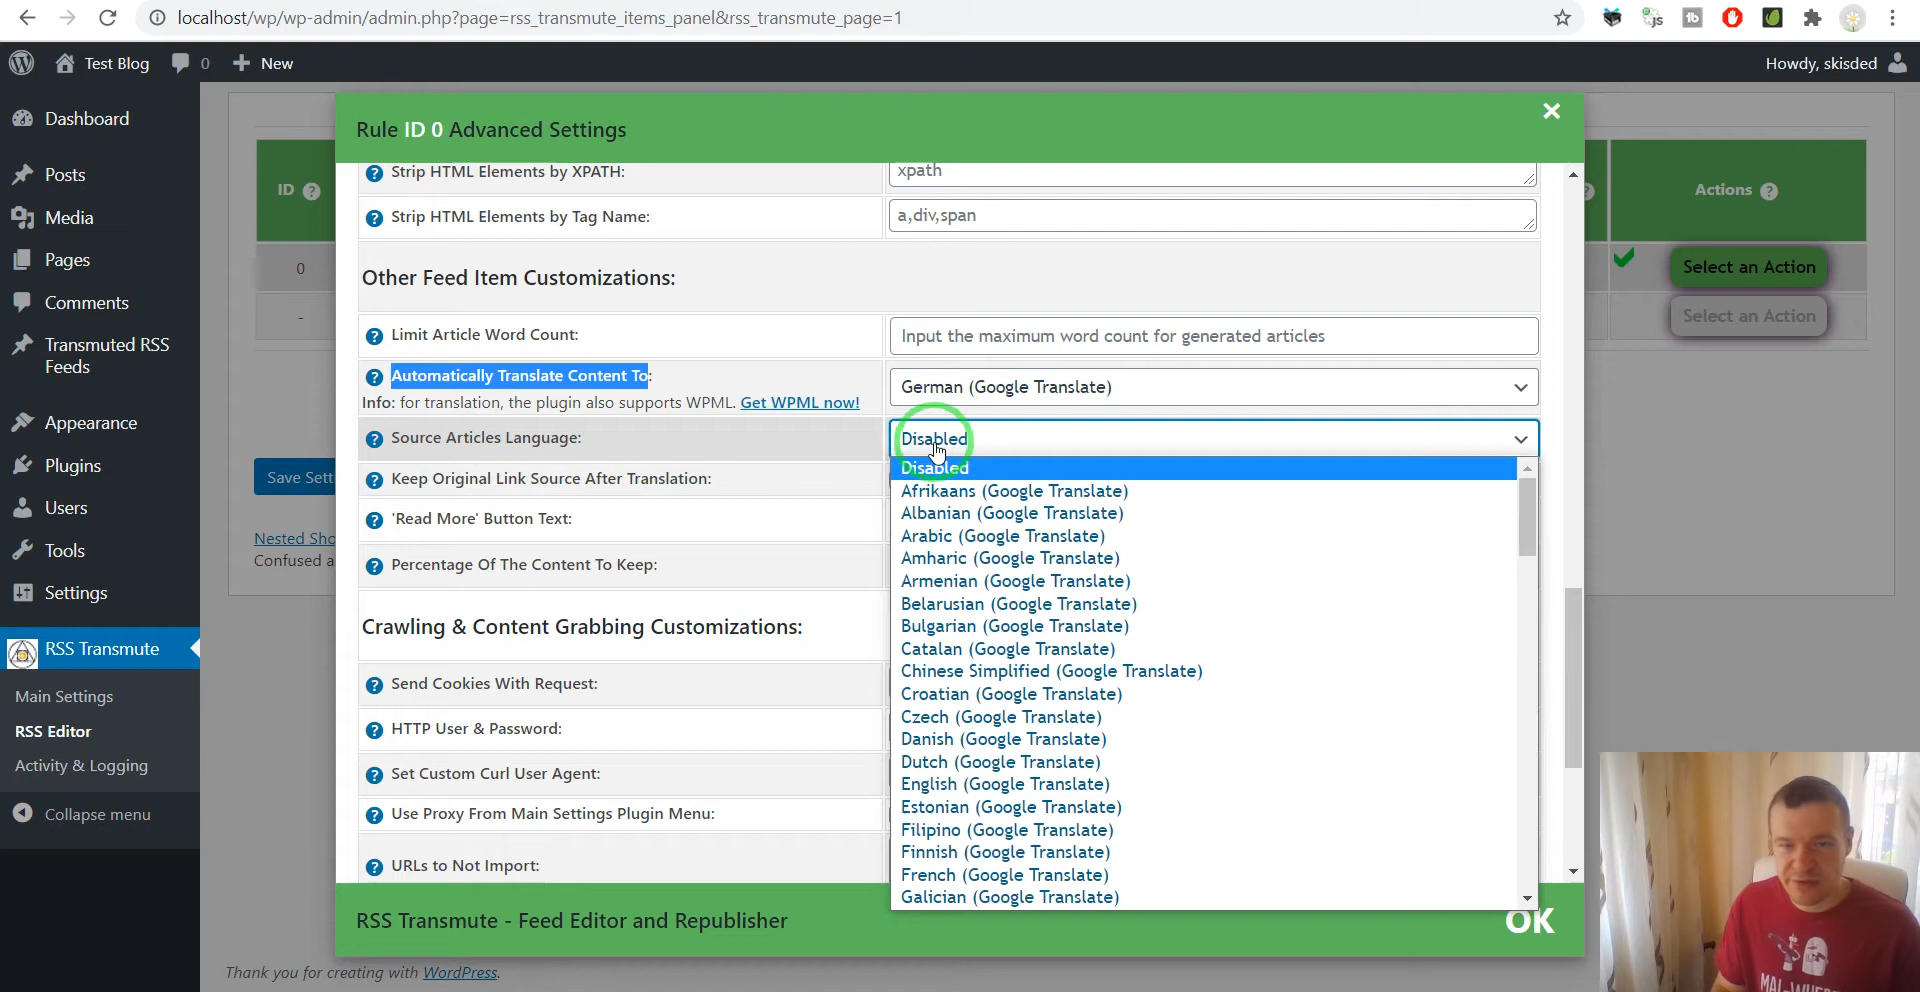 localhost/wp/wp-admin/admin.php?page=rss_transmute_items_panel&rss_transmute_page=1
Test Blog
0
New
Howdy, skisded
Dashboard
Posts
Media
Pages
Comments
Transmuted RSS
Feeds
Appearance
Plugins
Users
Tools
Settings
RSS Transmute
Main Settings
RSS Editor
Activity & Logging
Collapse menu
ID
Actions
0
Select an Action
-
Select an Action
Save Sett
Nested Sho
Confused a
Rule ID 0 Advanced Settings
Strip HTML Elements by XPATH:
xpath
Strip HTML Elements by Tag Name:
a,div,span
Other Feed Item Customizations:
Limit Article Word Count:
Input the maximum word count for generated articles
Automatically Translate Content To:
Info: for translation, the plugin also supports WPML. Get WPML now!
German (Google Translate)
Source Articles Language:
Disabled
Keep Original Link Source After Translation:
'Read More' Button Text:
Percentage Of The Content To Keep:
Crawling & Content Grabbing Customizations:
Send Cookies With Request:
HTTP User & Password:
Set Custom Curl User Agent:
Use Proxy From Main Settings Plugin Menu:
URLs to Not Import:
Disabled
Afrikaans (Google Translate)
Albanian (Google Translate)
Arabic (Google Translate)
Amharic (Google Translate)
Armenian (Google Translate)
Belarusian (Google Translate)
Bulgarian (Google Translate)
Catalan (Google Translate)
Chinese Simplified (Google Translate)
Croatian (Google Translate)
Czech (Google Translate)
Danish (Google Translate)
Dutch (Google Translate)
English (Google Translate)
Estonian (Google Translate)
Filipino (Google Translate)
Finnish (Google Translate)
French (Google Translate)
Galician (Google Translate)
RSS Transmute - Feed Editor and Republisher
OK
Thank you for creating with WordPress.